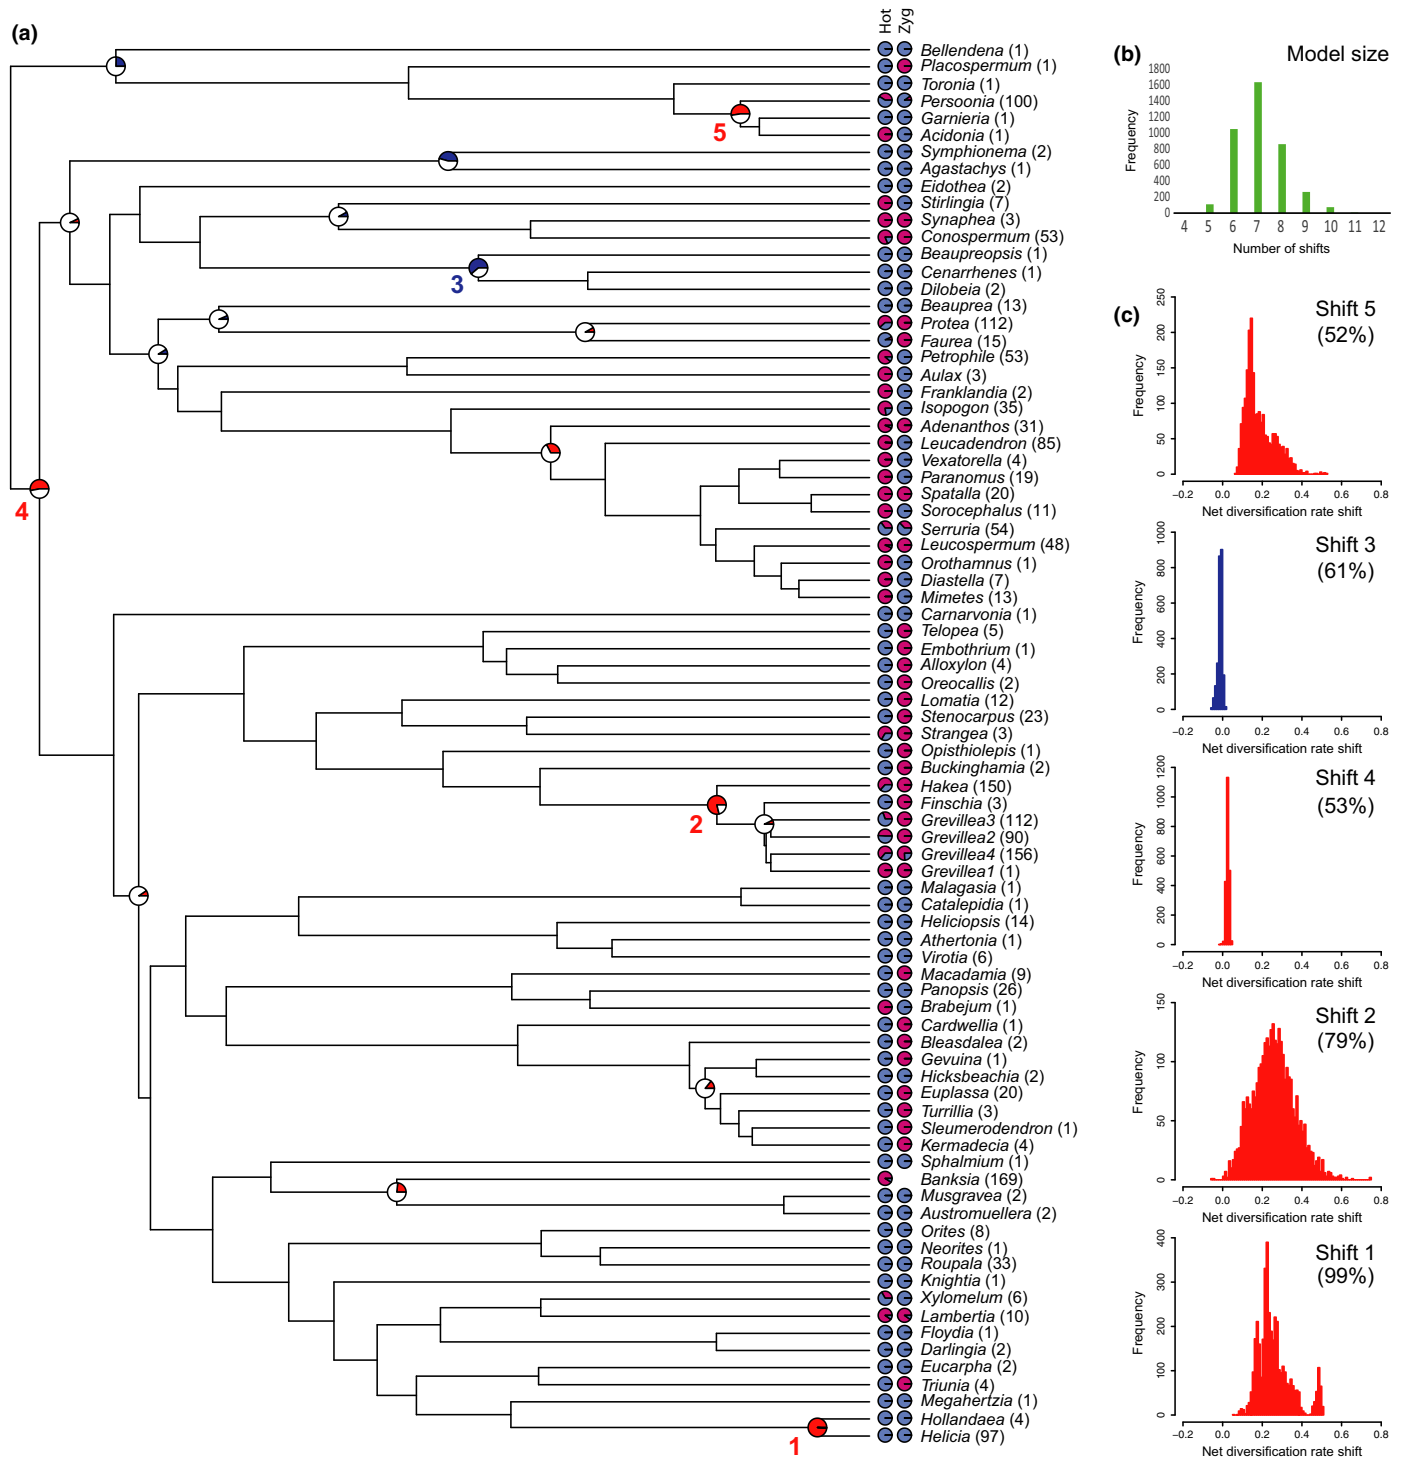 (a)
Hot
Zyg
Bellendena (1)
Placospermum (1)
Toronia (1)
Persoonia (100)
Garnieria (1)
Acidonia (1)
Symphionema (2)
Agastachys (1)
Eidothea (2)
Stirlingia (7)
Synaphea (3)
Conospermum (53)
Beaupreopsis (1)
Cenarrhenes (1)
Dilobeia (2)
Beauprea (13)
Protea (112)
Faurea (15)
Petrophile (53)
Aulax (3)
Franklandia (2)
Isopogon (35)
Adenanthos (31)
Leucadendron (85)
Vexatorella (4)
Paranomus (19)
Spatalla (20)
Sorocephalus (11)
Serruria (54)
Leucospermum (48)
Orothamnus (1)
Diastella (7)
Mimetes (13)
Carnarvonia (1)
Telopea (5)
Embothrium (1)
Alloxylon (4)
Oreocallis (2)
Lomatia (12)
Stenocarpus (23)
Strangea (3)
Opisthiolepis (1)
Buckinghamia (2)
Hakea (150)
Finschia (3)
Grevillea3 (112)
Grevillea2 (90)
Grevillea4 (156)
Grevillea1 (1)
Malagasia (1)
Catalepidia (1)
Heliciopsis (14)
Athertonia (1)
Virotia (6)
Macadamia (9)
Panopsis (26)
Brabejum (1)
Cardwellia (1)
Bleasdalea (2)
Gevuina (1)
Hicksbeachia (2)
Euplassa (20)
Turrillia (3)
Sleumerodendron (1)
Kermadecia (4)
Sphalmium (1)
Banksia (169)
Musgravea (2)
Austromuellera (2)
Orites (8)
Neorites (1)
Roupala (33)
Knightia (1)
Xylomelum (6)
Lambertia (10)
Floydia (1)
Darlingia (2)
Eucarpha (2)
Triunia (4)
Megahertzia (1)
Hollandaea (4)
Helicia (97)
5
3
4
2
1
(b)
Model size
Frequency
1800
1600
1400
1200
1000
800
600
400
200
0
4 5 6 7 8 9 10 11 12
Number of shifts
(c)
Shift 5
(52%)
Frequency
250
200
150
100
50
0
−0.2 0.0 0.2 0.4 0.6 0.8
Net diversification rate shift
Shift 3
(61%)
Frequency
1000
800
600
400
200
0
−0.2 0.0 0.2 0.4 0.6 0.8
Net diversification rate shift
Shift 4
(53%)
Frequency
1200
1000
800
600
400
200
0
−0.2 0.0 0.2 0.4 0.6 0.8
Net diversification rate shift
Shift 2
(79%)
Frequency
150
100
50
0
−0.2 0.0 0.2 0.4 0.6 0.8
Net diversification rate shift
Shift 1
(99%)
Frequency
400
300
200
100
0
−0.2 0.0 0.2 0.4 0.6 0.8
Net diversification rate shift